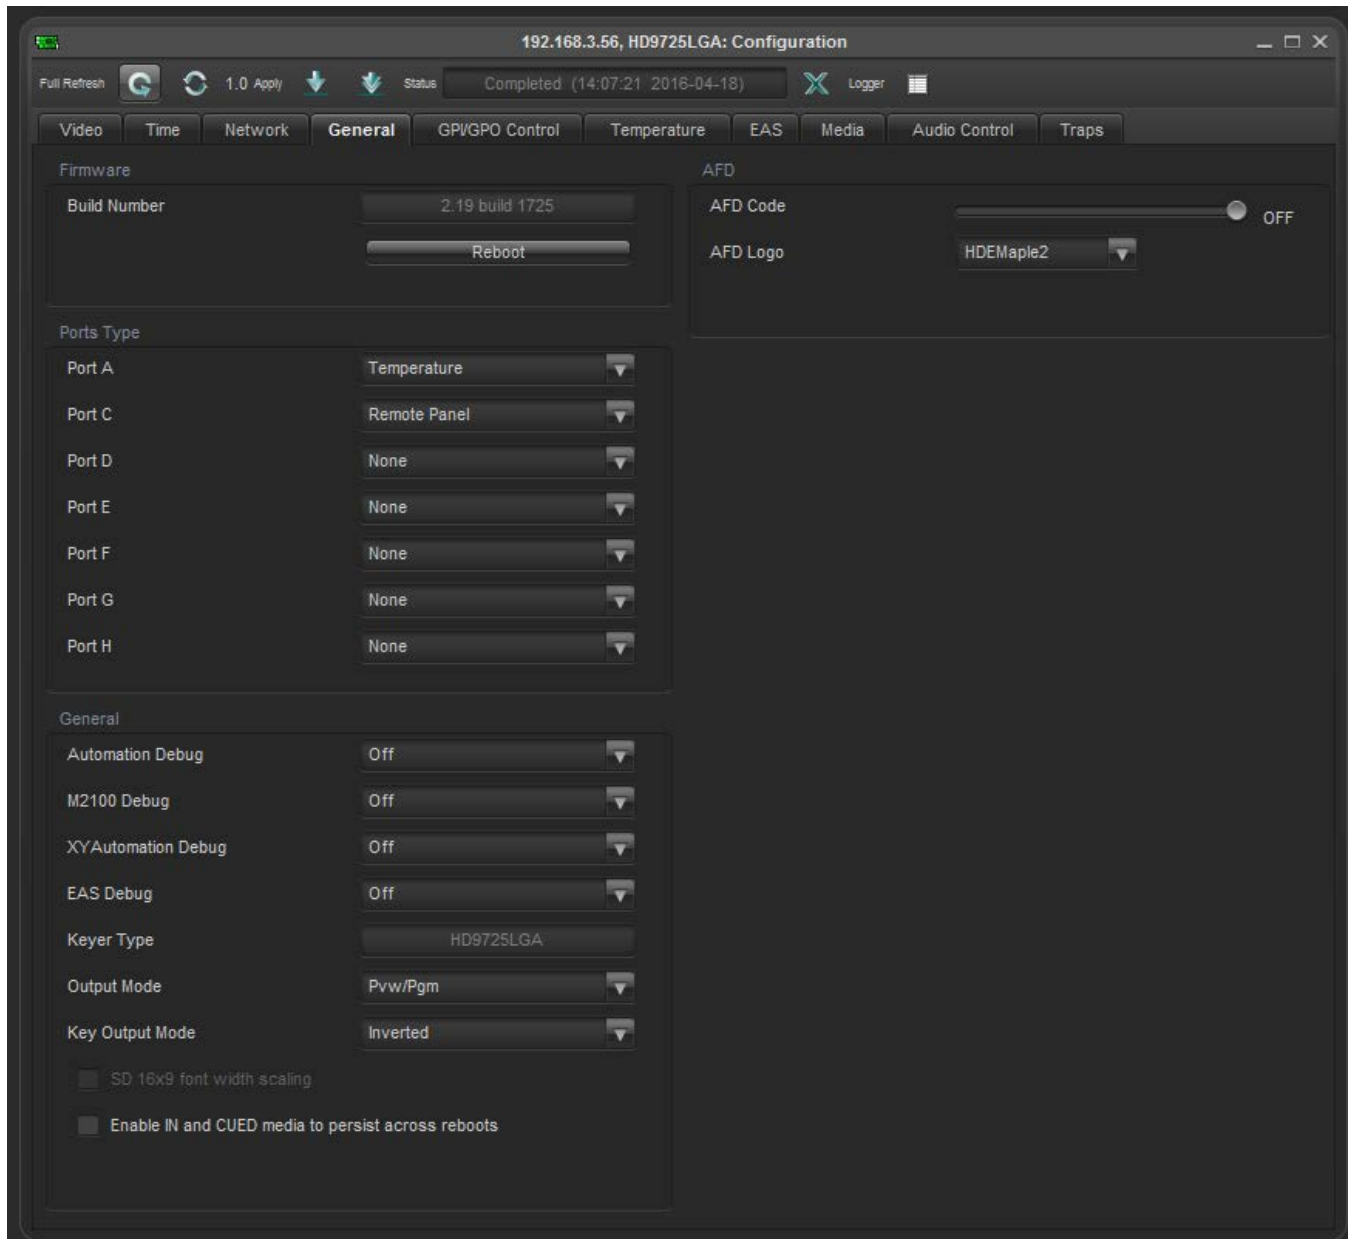 192.168.3.56, HD9725LGA: Configuration
Full Refresh 1.0 Apply Status Completed (14:07:21 2016-04-18) Logger
Video Time Network General GPI/GPO Control Temperature EAS Media Audio Control Traps
Firmware
Build Number 2.19 build 1725
Reboot
AFD
AFD Code OFF
AFD Logo HDEMaple2
Ports Type
Port A Temperature
Port C Remote Panel
Port D None
Port E None
Port F None
Port G None
Port H None
General
Automation Debug Off
M2100 Debug Off
XYAutomation Debug Off
EAS Debug Off
Keyer Type HD9725LGA
Output Mode Pvw/Pgm
Key Output Mode Inverted
SD 16x9 font width scaling
Enable IN and CUED media to persist across reboots